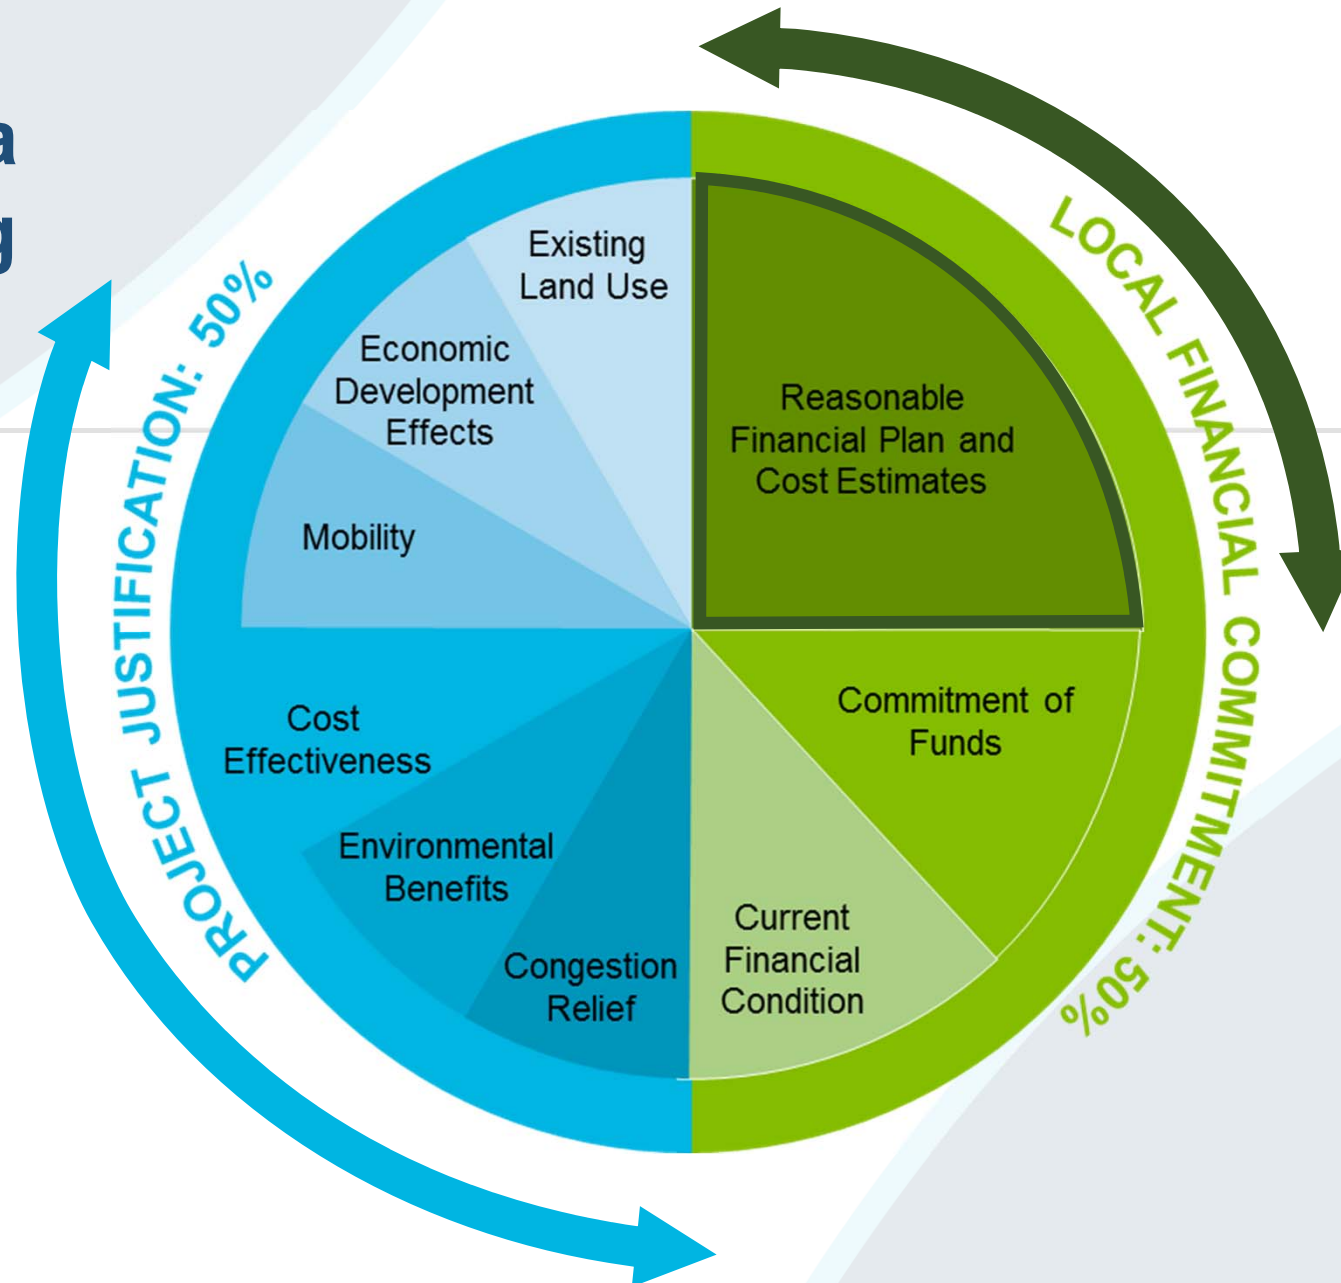 a
g
PROJECT JUSTIFICATION: 50%
LOCAL FINANCIAL COMMITMENT: 50%
Existing
Land Use
Economic
Development
Effects
Mobility
Cost
Effectiveness
Environmental
Benefits
Congestion
Relief
Reasonable
Financial Plan and
Cost Estimates
Commitment of
Funds
Current
Financial
Condition